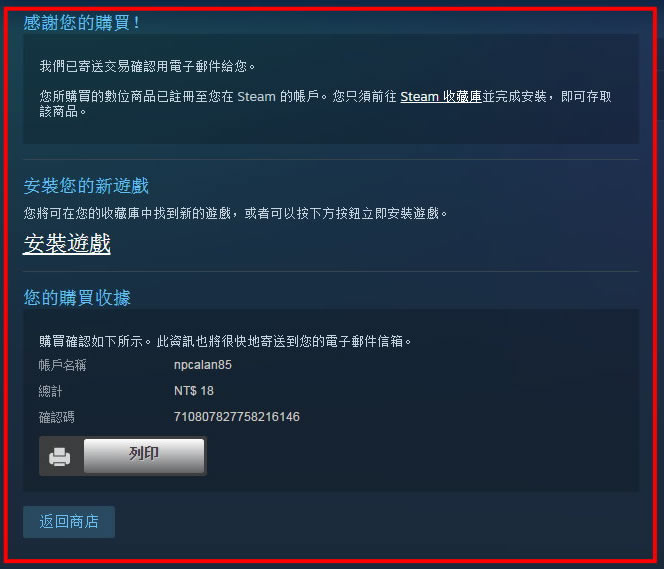 感謝您的購買！
我們已寄送交易確認用電子郵件給您。
您所購買的數位商品已註冊至您在 Steam 的帳戶。您只須前往 Steam 收藏庫並完成安裝，即可存取
該商品。
安裝您的新遊戲
您將可在您的收藏庫中找到新的遊戲，或者可以按下方按鈕立即安裝遊戲。
安裝遊戲
您的購買收據
購買確認如下所示。此資訊也將很快地寄送到您的電子郵件信箱。
帳戶名稱 npcalan85
總計 NT$ 18
確認碼 710807827758216146
列印
返回商店